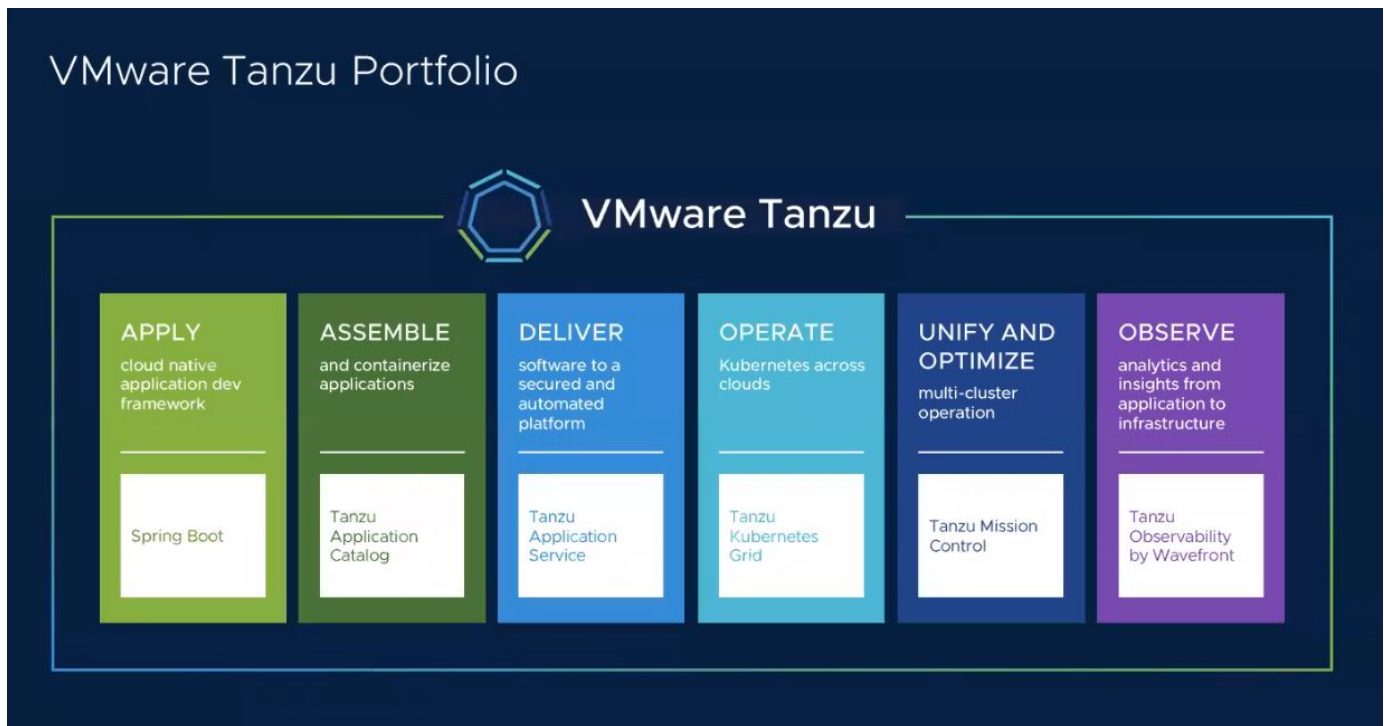 VMware Tanzu Portfolio
VMware Tanzu
APPLY
cloud native
application dev
framework
Spring Boot
ASSEMBLE
and containerize
applications
Tanzu
Application
Catalog
DELIVER
software to a
secured and
automated
platform
Tanzu
Application
Service
OPERATE
Kubernetes across
clouds
Tanzu
Kubernetes
Grid
UNIFY AND
OPTIMIZE
multi-cluster
operation
Tanzu Mission
Control
OBSERVE
analytics and
insights from
application to
infrastructure
Tanzu
Observability
by Wavefront